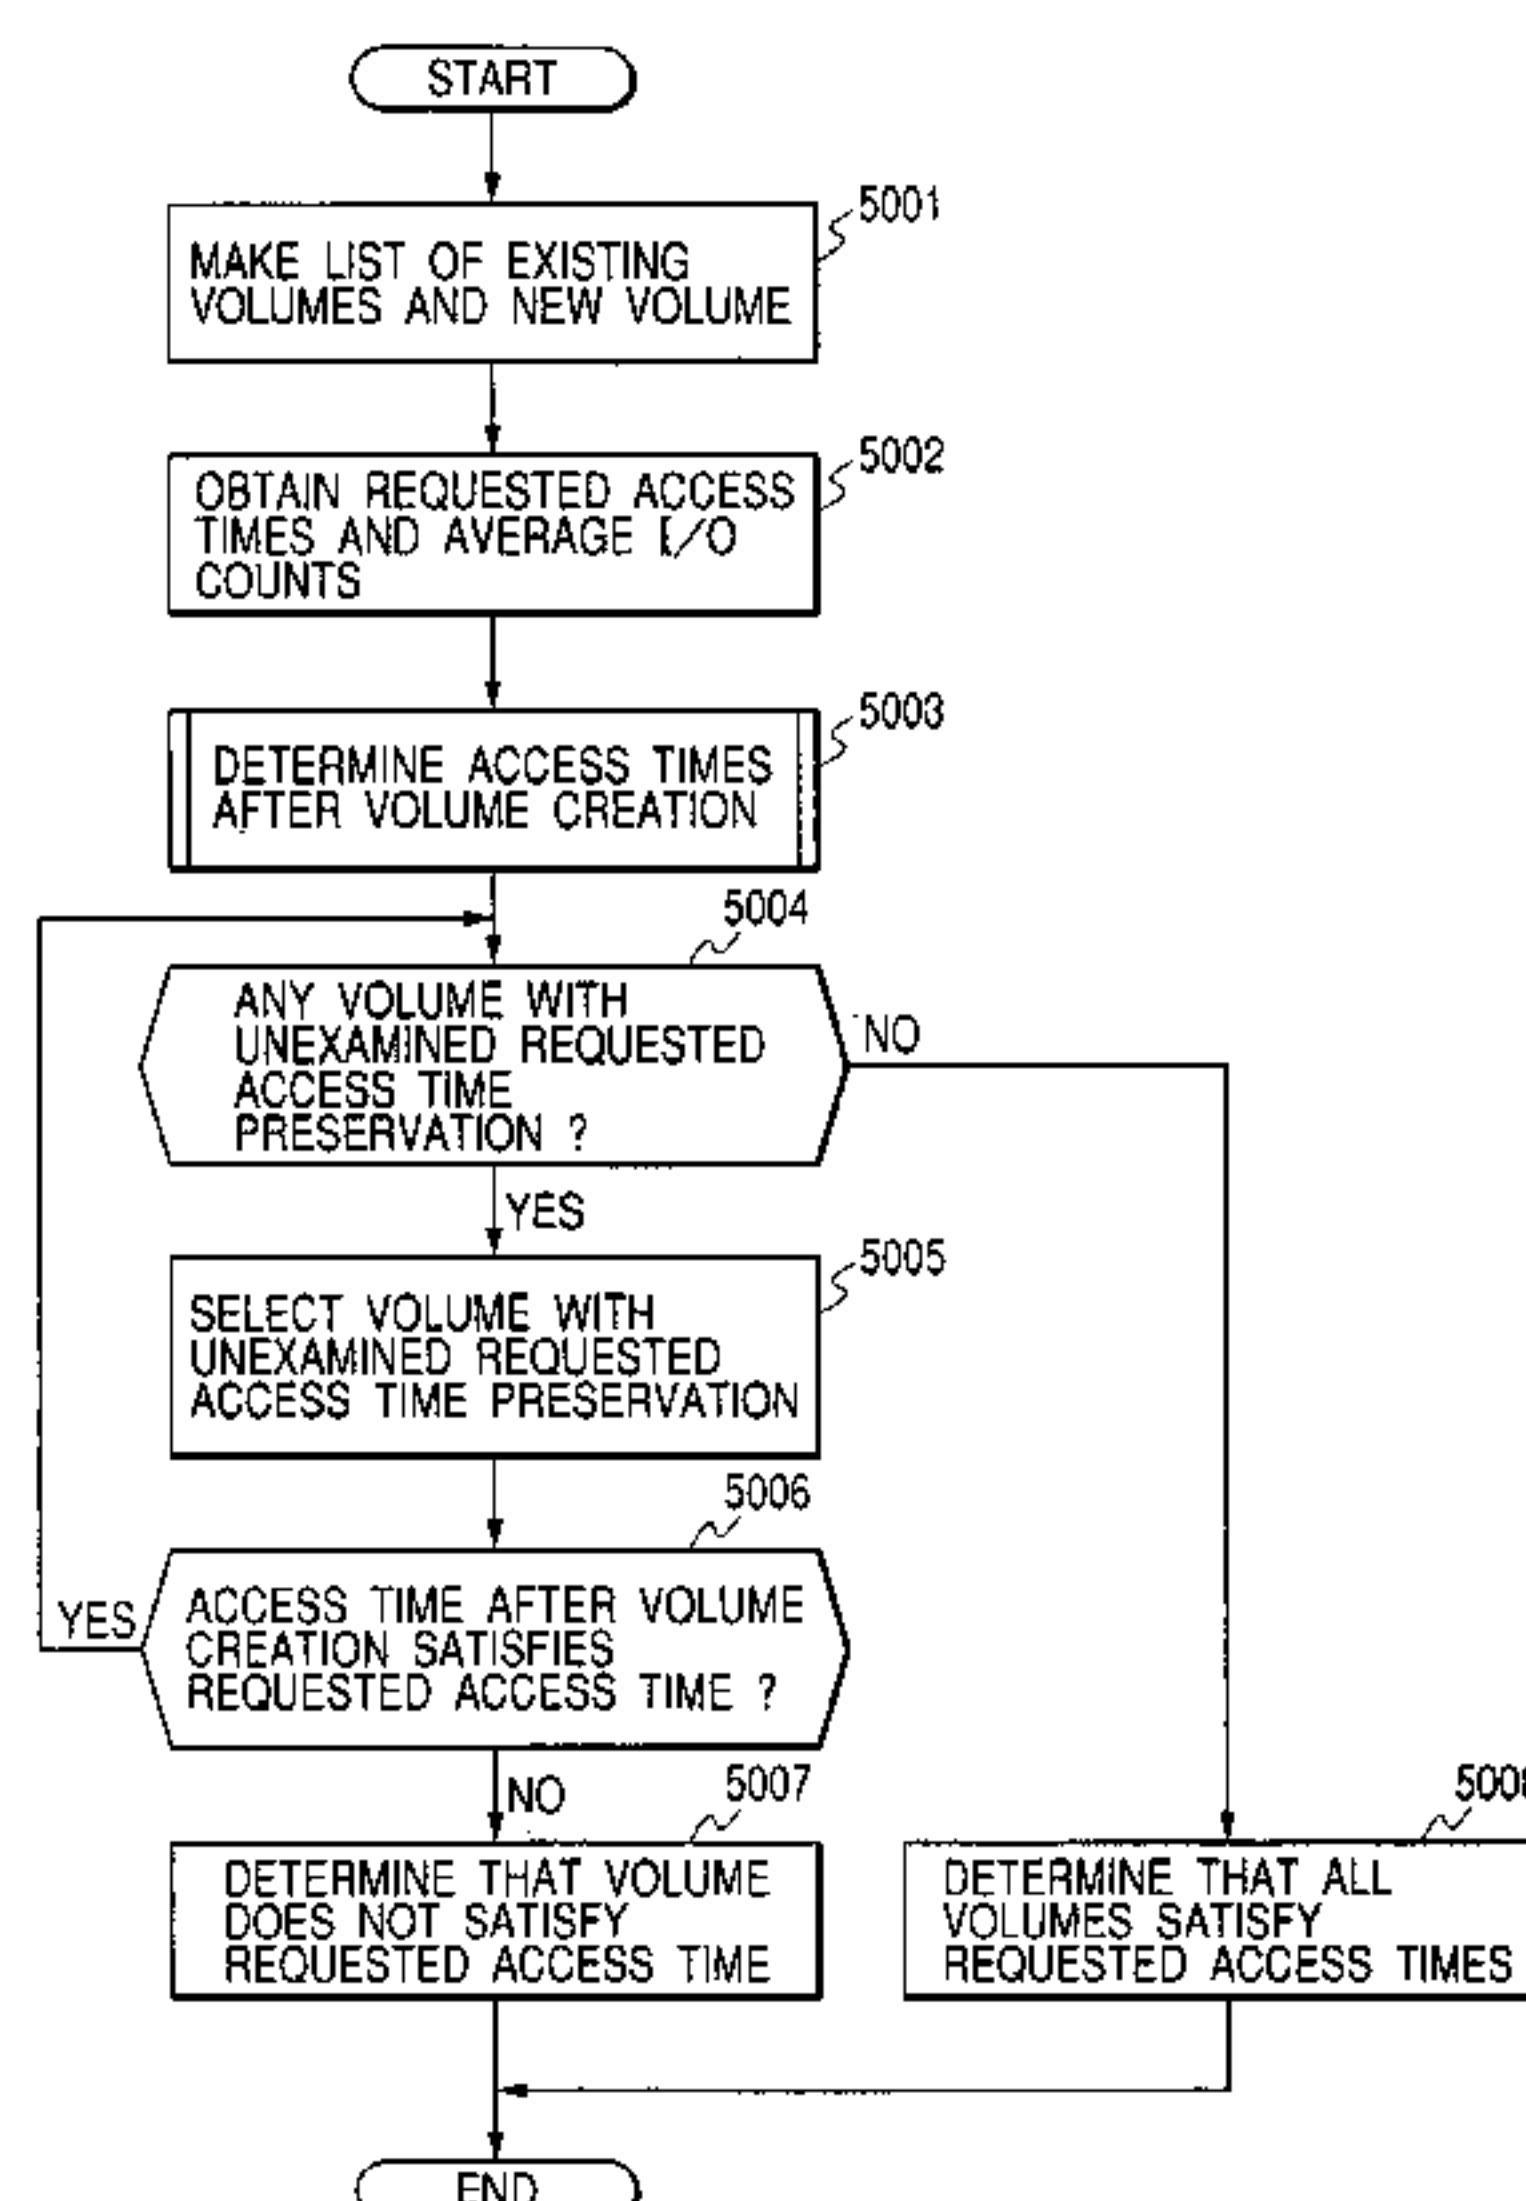 START
5001
MAKE LIST OF EXISTING
VOLUMES AND NEW VOLUME
5002
OBTAIN REQUESTED ACCESS
TIMES AND AVERAGE I/O
COUNTS
5003
DETERMINE ACCESS TIMES
AFTER VOLUME CREATION
5004
ANY VOLUME WITH
UNEXAMINED REQUESTED
ACCESS TIME
PRESERVATION ?
NO
YES
5005
SELECT VOLUME WITH
UNEXAMINED REQUESTED
ACCESS TIME PRESERVATION
5006
ACCESS TIME AFTER VOLUME
CREATION SATISFIES
REQUESTED ACCESS TIME ?
YES
NO
5007
DETERMINE THAT VOLUME
DOES NOT SATISFY
REQUESTED ACCESS TIME
5008
DETERMINE THAT ALL
VOLUMES SATISFY
REQUESTED ACCESS TIMES
END